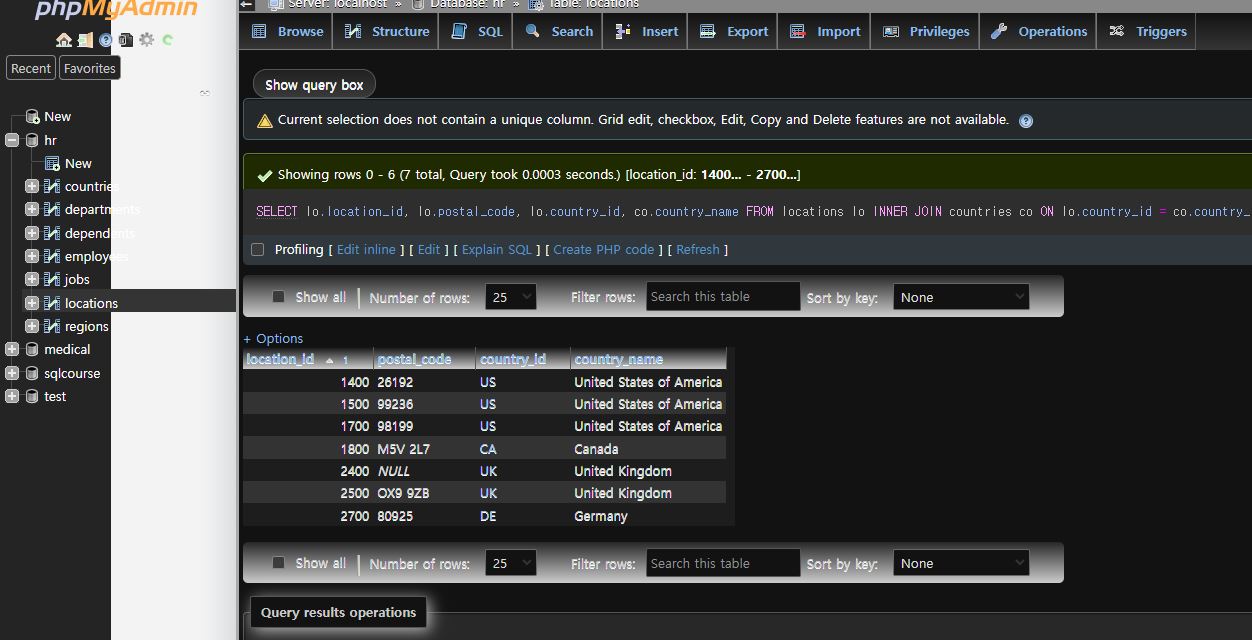 phpMyAdmin
Server: localhost » Database: hr » Table: locations
Browse Structure SQL Search Insert Export Import Privileges Operations Triggers
Recent Favorites
New
hr
New
countries
departments
dependents
employees
jobs
locations
regions
medical
sqlcourse
test
Show query box
Current selection does not contain a unique column. Grid edit, checkbox, Edit, Copy and Delete features are not available.
Showing rows 0 - 6 (7 total, Query took 0.0003 seconds.) [location_id: 1400... - 2700...]
SELECT lo.location_id, lo.postal_code, lo.country_id, co.country_name FROM locations lo INNER JOIN countries co ON lo.country_id = co.country_
Profiling [ Edit inline ] [ Edit ] [ Explain SQL ] [ Create PHP code ] [ Refresh ]
Show all | Number of rows: 25 Filter rows: Search this table Sort by key: None
+ Options
location_id 1 postal_code country_id country_name
1400 26192 US United States of America
1500 99236 US United States of America
1700 98199 US United States of America
1800 M5V 2L7 CA Canada
2400 NULL UK United Kingdom
2500 OX9 9ZB UK United Kingdom
2700 80925 DE Germany
Show all | Number of rows: 25 Filter rows: Search this table Sort by key: None
Query results operations